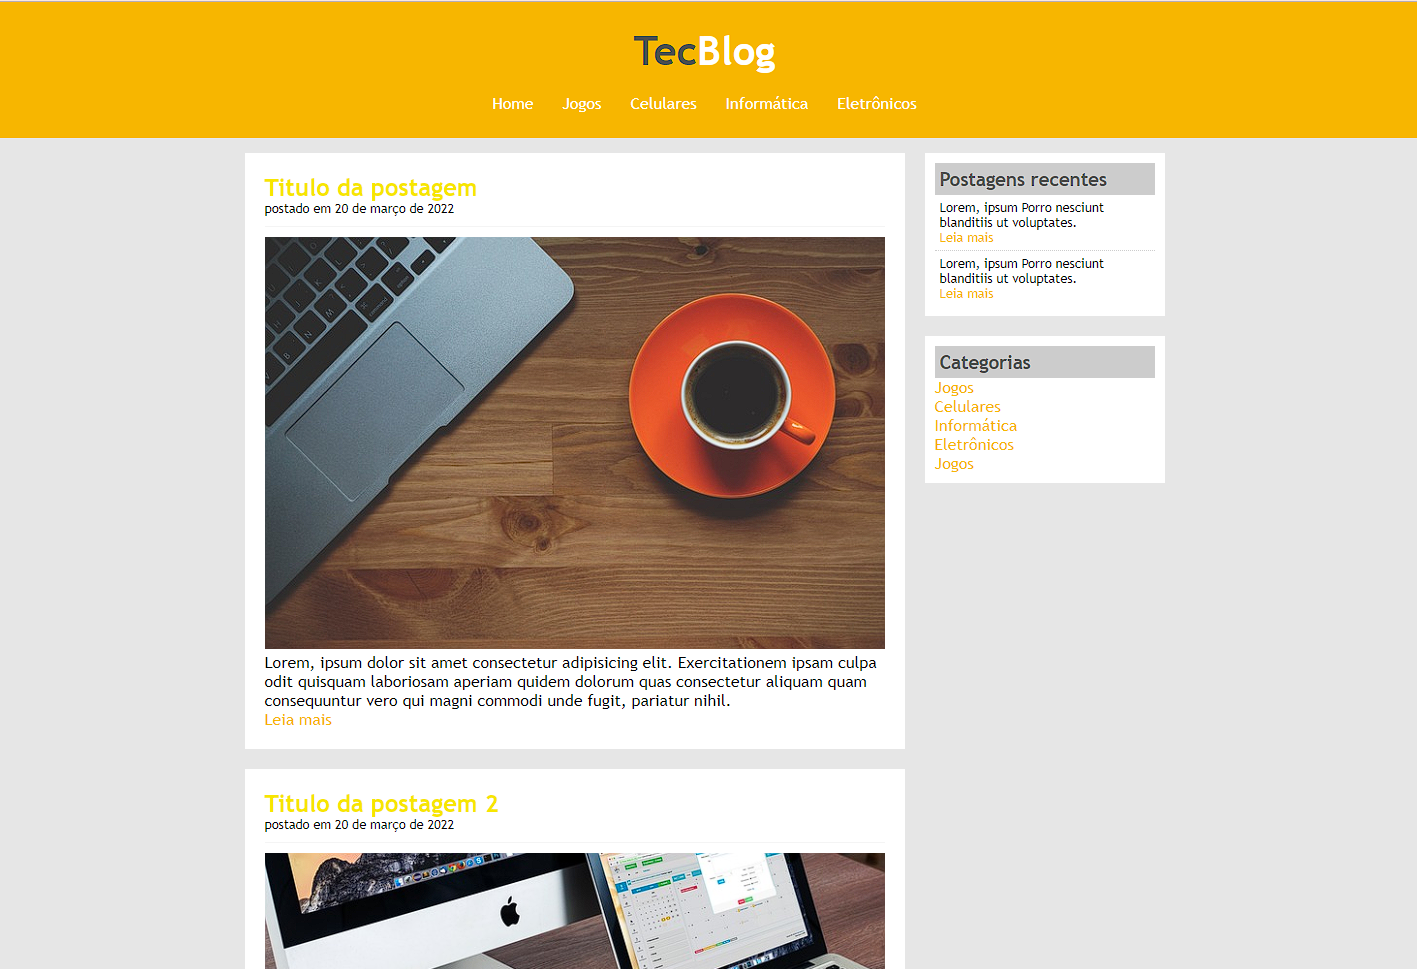 TecBlog
Home Jogos Celulares Informática Eletrônicos
Titulo da postagem
postado em 20 de março de 2022
Lorem, ipsum dolor sit amet consectetur adipisicing elit. Exercitationem ipsam culpa
odit quisquam laboriosam aperiam quidem dolorum quas consectetur aliquam quam
consequuntur vero qui magni commodi unde fugit, pariatur nihil.
Leia mais
Titulo da postagem 2
postado em 20 de março de 2022
Postagens recentes
Lorem, ipsum Porro nesciunt
blanditiis ut voluptates.
Leia mais
Lorem, ipsum Porro nesciunt
blanditiis ut voluptates.
Leia mais
Categorias
Jogos
Celulares
Informática
Eletrônicos
Jogos